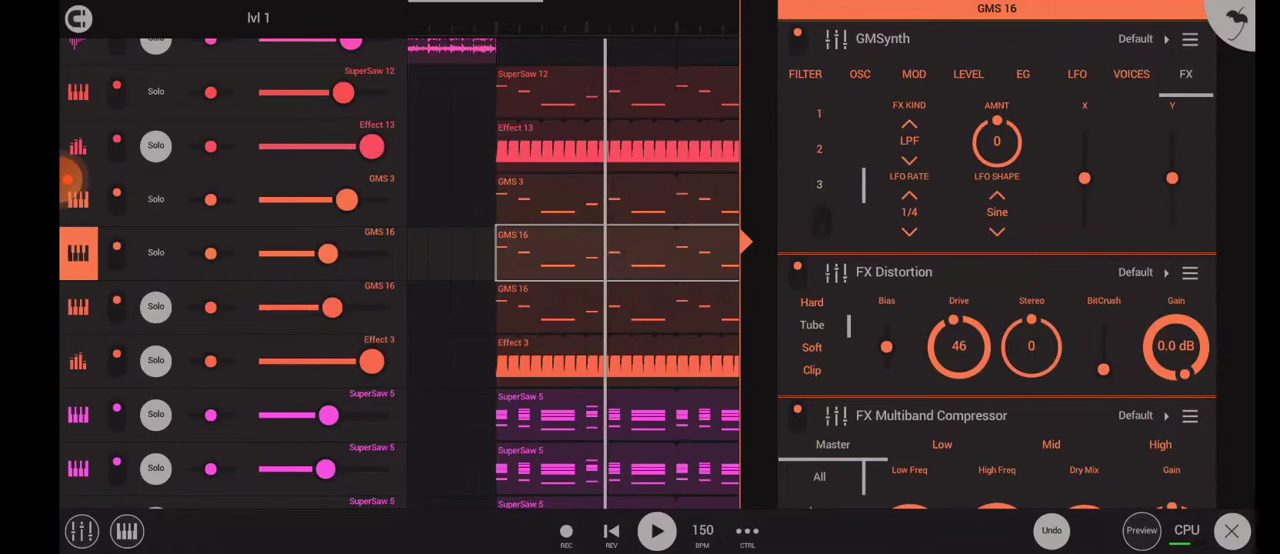 lvl 1
GMS 16
SuperSaw 12
Solo
Solo
Effect 13
Solo
GMS 3
Solo
GMS 16
Solo
GMS 16
Solo
Effect 3
Solo
SuperSaw 5
Solo
SuperSaw 5
Solo
SuperSaw 5
SuperSaw 12
Effect 13
GMS 3
GMS 16
GMS 16
Effect 3
SuperSaw 5
SuperSaw 5
SuperSaw 5
GMSynth
Default
FILTER OSC MOD LEVEL EG LFO VOICES FX
FX KIND AMNT X Y
1
LPF 0
2
LFO RATE LFO SHAPE
3
1/4 Sine
FX Distortion
Default
Hard Bias Drive Stereo BitCrush Gain
Tube
Soft 46 0 0.0 dB
Clip
FX Multiband Compressor
Default
Master Low Mid High
All Low Freq High Freq Dry Mix Gain
REC REV 150 BPM CTRL
Undo Preview CPU